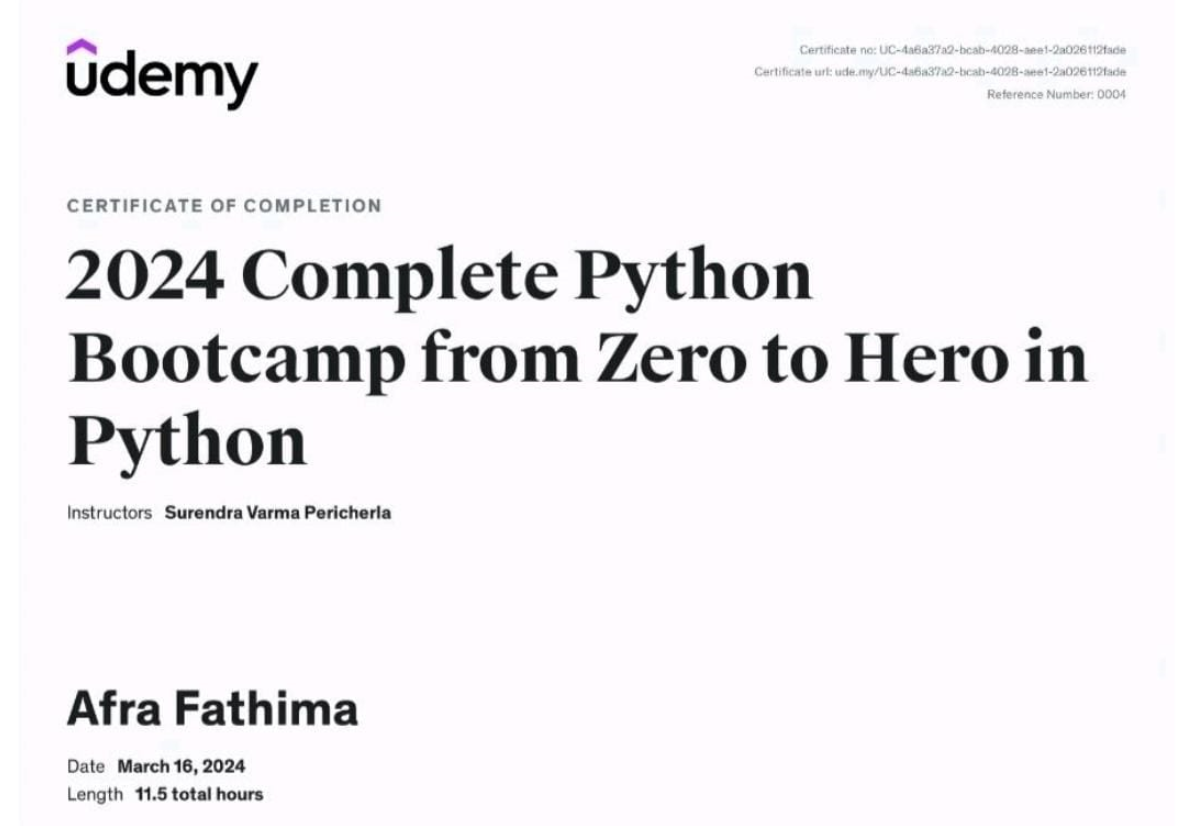 udemy
Certificate no: UC-4a6a37a2-bcab-4028-aee1-2a026112fade
Certificate url: ude.my/UC-4a6a37a2-bcab-4028-aee1-2a026112fade
Reference Number: 0004
CERTIFICATE OF COMPLETION
2024 Complete Python
Bootcamp from Zero to Hero in
Python
Instructors Surendra Varma Pericherla
Afra Fathima
Date March 16, 2024
Length 11.5 total hours